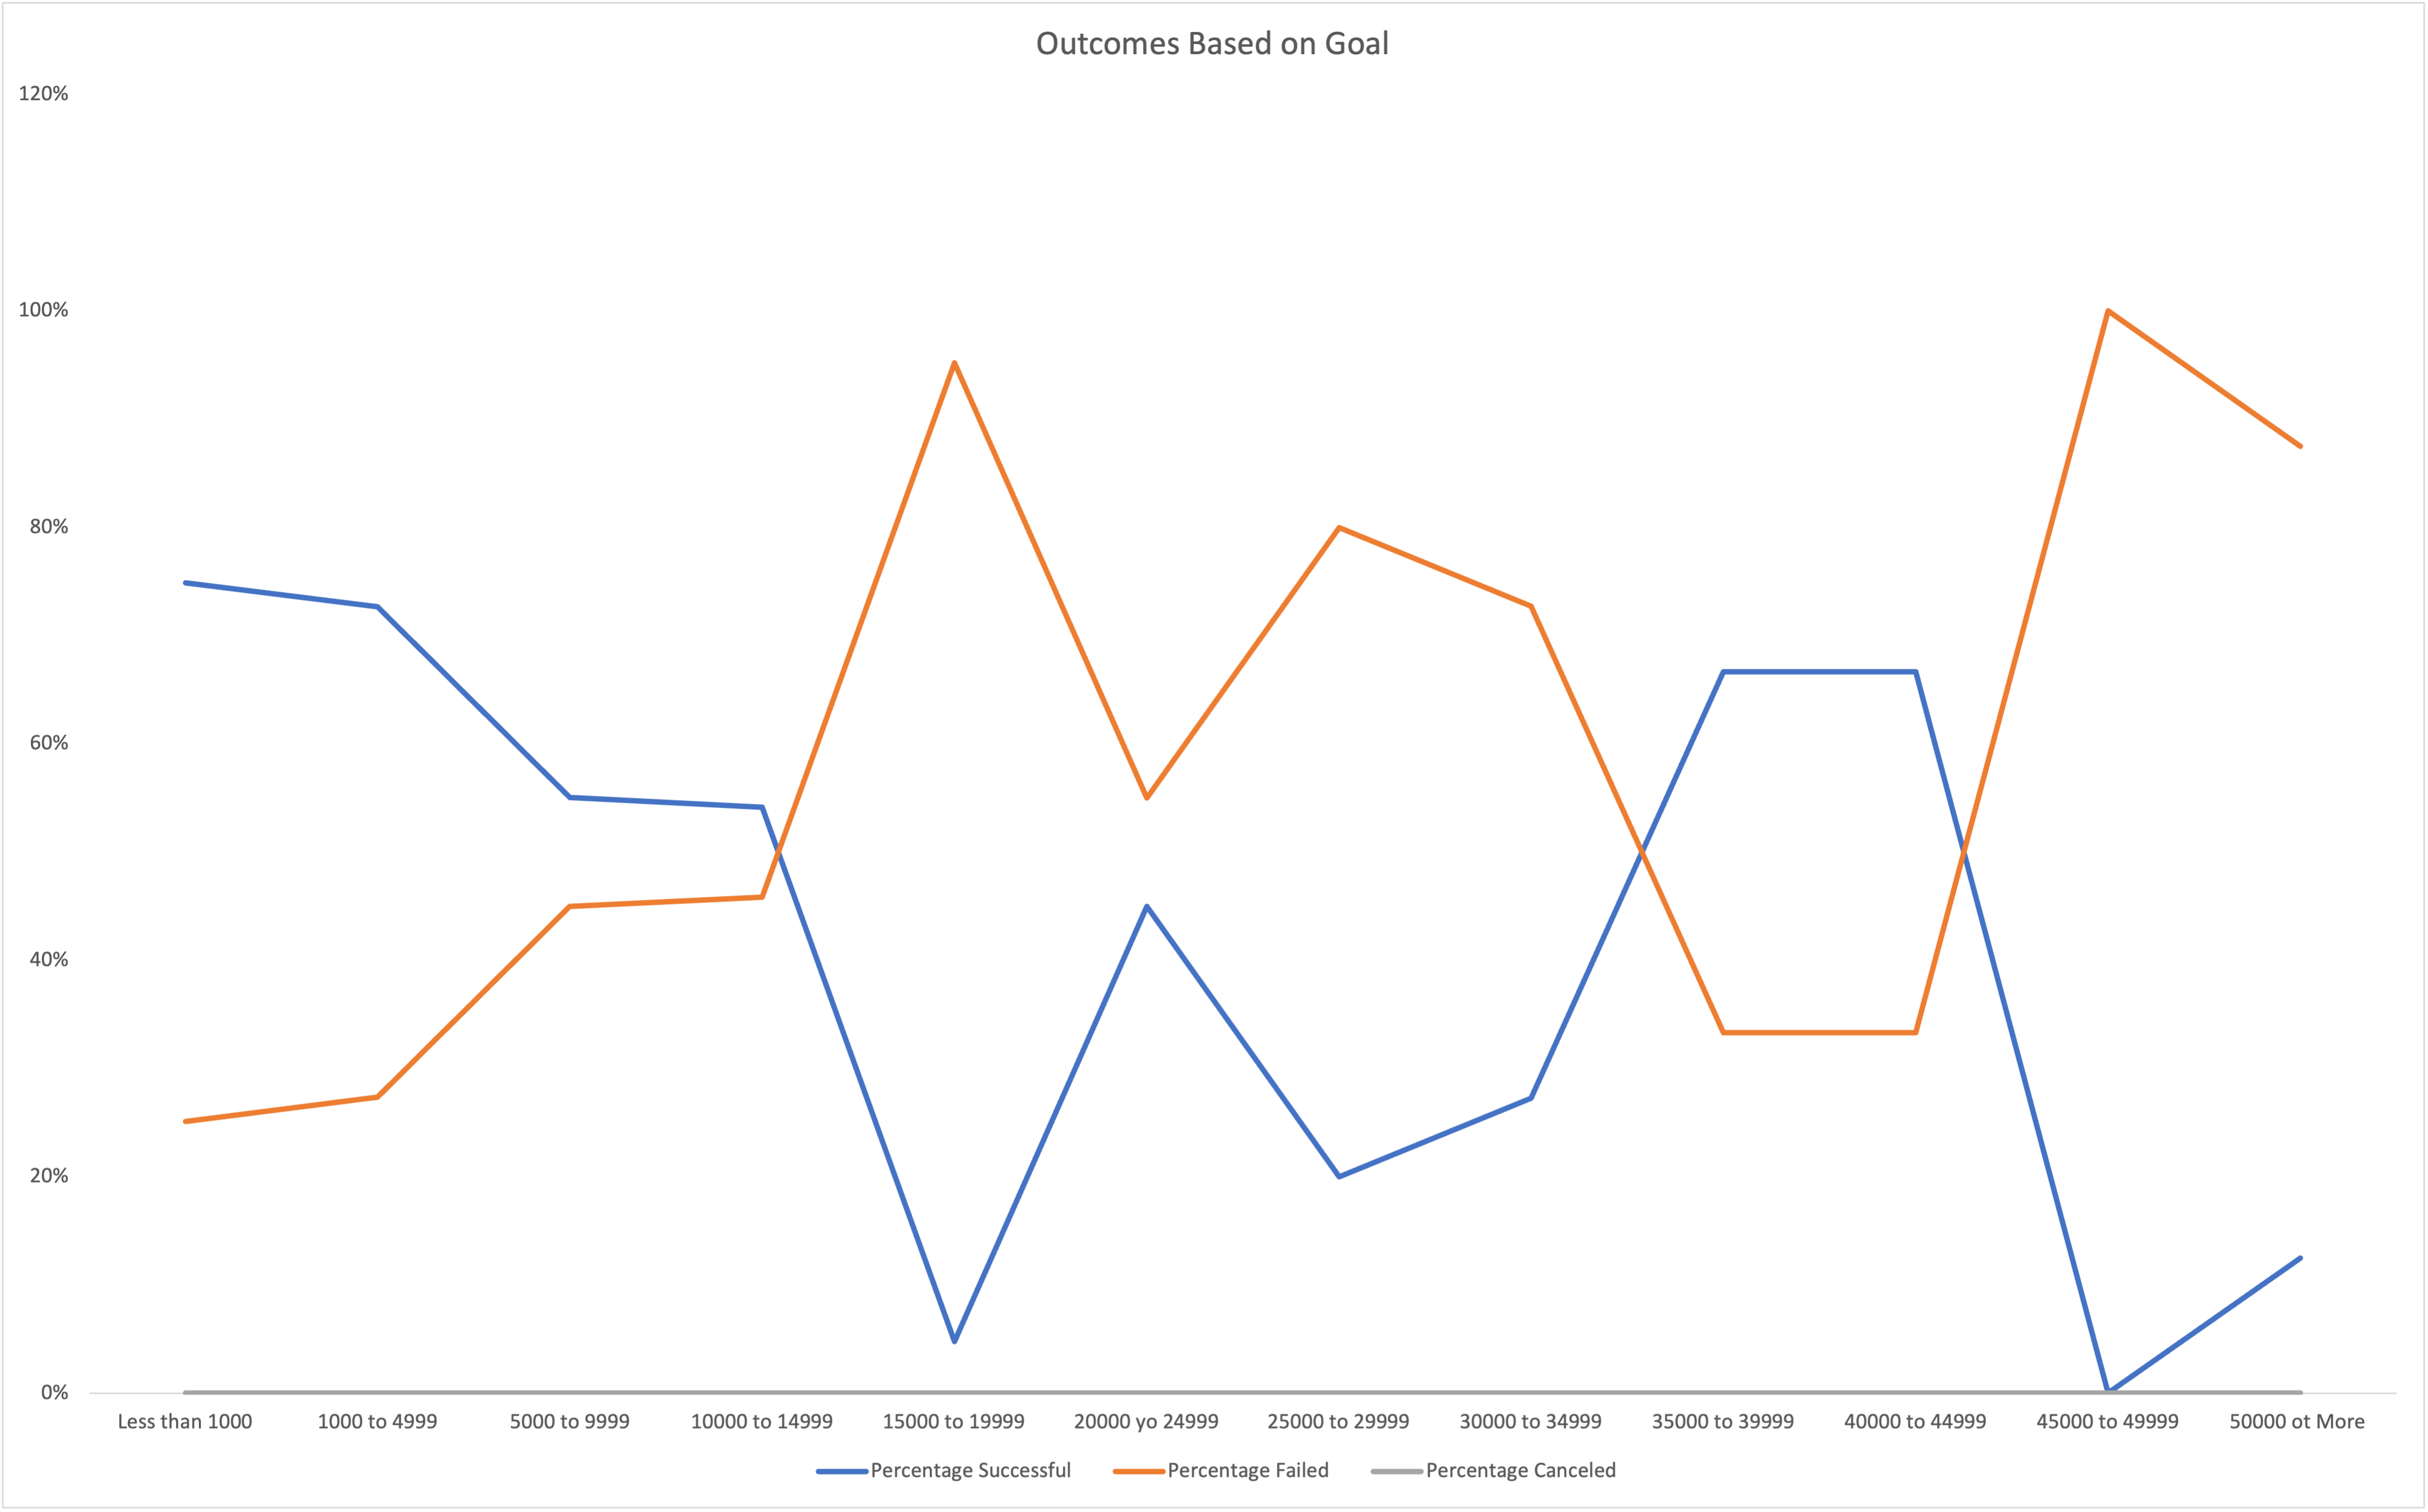 Outcomes Based on Goal
120%
100%
80%
60%
40%
20%
0%
Less than 1000 1000 to 4999 5000 to 9999 10000 to 14999 15000 to 19999 20000 yo 24999 25000 to 29999 30000 to 34999 35000 to 39999 40000 to 44999 45000 to 49999 50000 ot More
Percentage Successful Percentage Failed Percentage Canceled